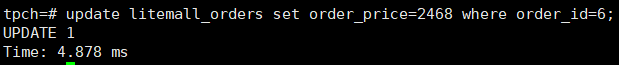 tpch=# update litemall_orders set order_price=2468 where order_id=6;
UPDATE 1
Time: 4.878 ms